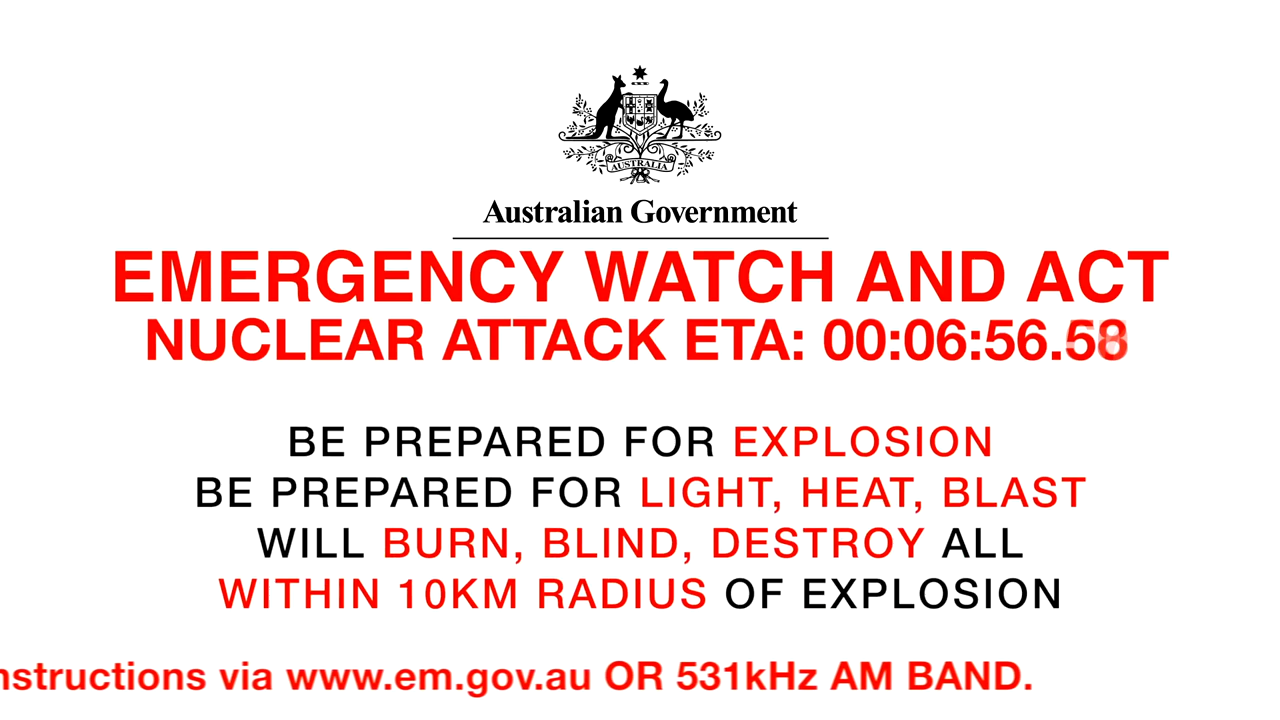 AUSTRALIA
Australian Government
EMERGENCY WATCH AND ACT
NUCLEAR ATTACK ETA: 00:06:56.58
BE PREPARED FOR EXPLOSION
BE PREPARED FOR LIGHT, HEAT, BLAST
WILL BURN, BLIND, DESTROY ALL
WITHIN 10KM RADIUS OF EXPLOSION
nstructions via www.em.gov.au OR 531kHz AM BAND.